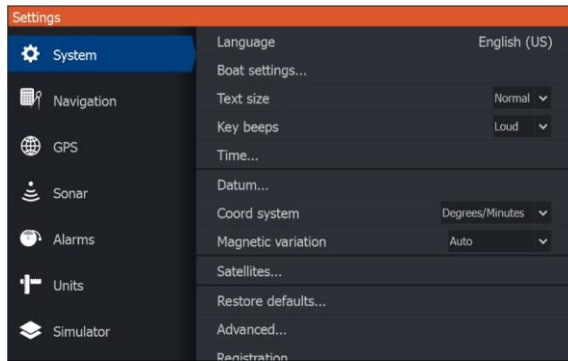 Settings
System
Navigation
GPS
Sonar
Alarms
Units
Simulator
Language English (US)
Boat settings...
Text size Normal
Key beeps Loud
Time...
Datum...
Coord system Degrees/Minutes
Magnetic variation Auto
Satellites...
Restore defaults...
Advanced...
Registration